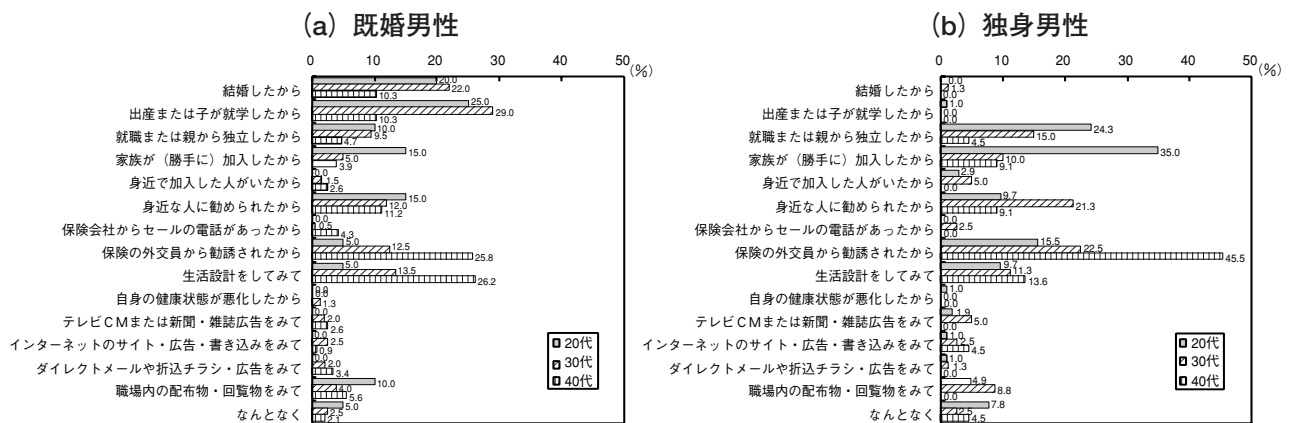 (a) 既婚男性
0 10 20 30 40 50 (%)
結婚したから 20.0 22.0 10.3
出産または子が就学したから 25.0 29.0 10.3
就職または親から独立したから 10.0 9.5 4.7
家族が（勝手に）加入したから 15.0 5.0 3.9
身近で加入した人がいたから 0.0 1.5 2.6
身近な人に勧められたから 15.0 12.0 11.2
保険会社からセールの電話があったから 0.0 0.5 4.3
保険の外交員から勧誘されたから 5.0 12.5 25.8
生活設計をしてみて 5.0 13.5 26.2
自身の健康状態が悪化したから 0.0 0.0 1.3
テレビＣＭまたは新聞・雑誌広告をみて 0.0 2.0 2.6
インターネットのサイト・広告・書き込みをみて 0.0 2.5 0.9
ダイレクトメールや折込チラシ・広告をみて 0.0 2.0 3.4
職場内の配布物・回覧物をみて 10.0 4.0 5.6
なんとなく 5.0 2.5 2.1
20代
30代
40代
(b) 独身男性
0 10 20 30 40 50 (%)
結婚したから 0.0 1.3 0.0
出産または子が就学したから 1.0 0.0 0.0
就職または親から独立したから 24.3 15.0 4.5
家族が（勝手に）加入したから 35.0 10.0 9.1
身近で加入した人がいたから 2.9 5.0
身近な人に勧められたから 9.7 21.3 9.1
保険会社からセールの電話があったから 0.0 2.5 0.0
保険の外交員から勧誘されたから 15.5 22.5 45.5
生活設計をしてみて 9.7 11.3 13.6
自身の健康状態が悪化したから 1.0 0.0 0.0
テレビＣＭまたは新聞・雑誌広告をみて 1.9 5.0 0.0
インターネットのサイト・広告・書き込みをみて 1.0 2.5 4.5
ダイレクトメールや折込チラシ・広告をみて 1.0 1.3 0.0
職場内の配布物・回覧物をみて 4.9 8.8 0.0
なんとなく 7.8 2.5 4.5
20代
30代
40代